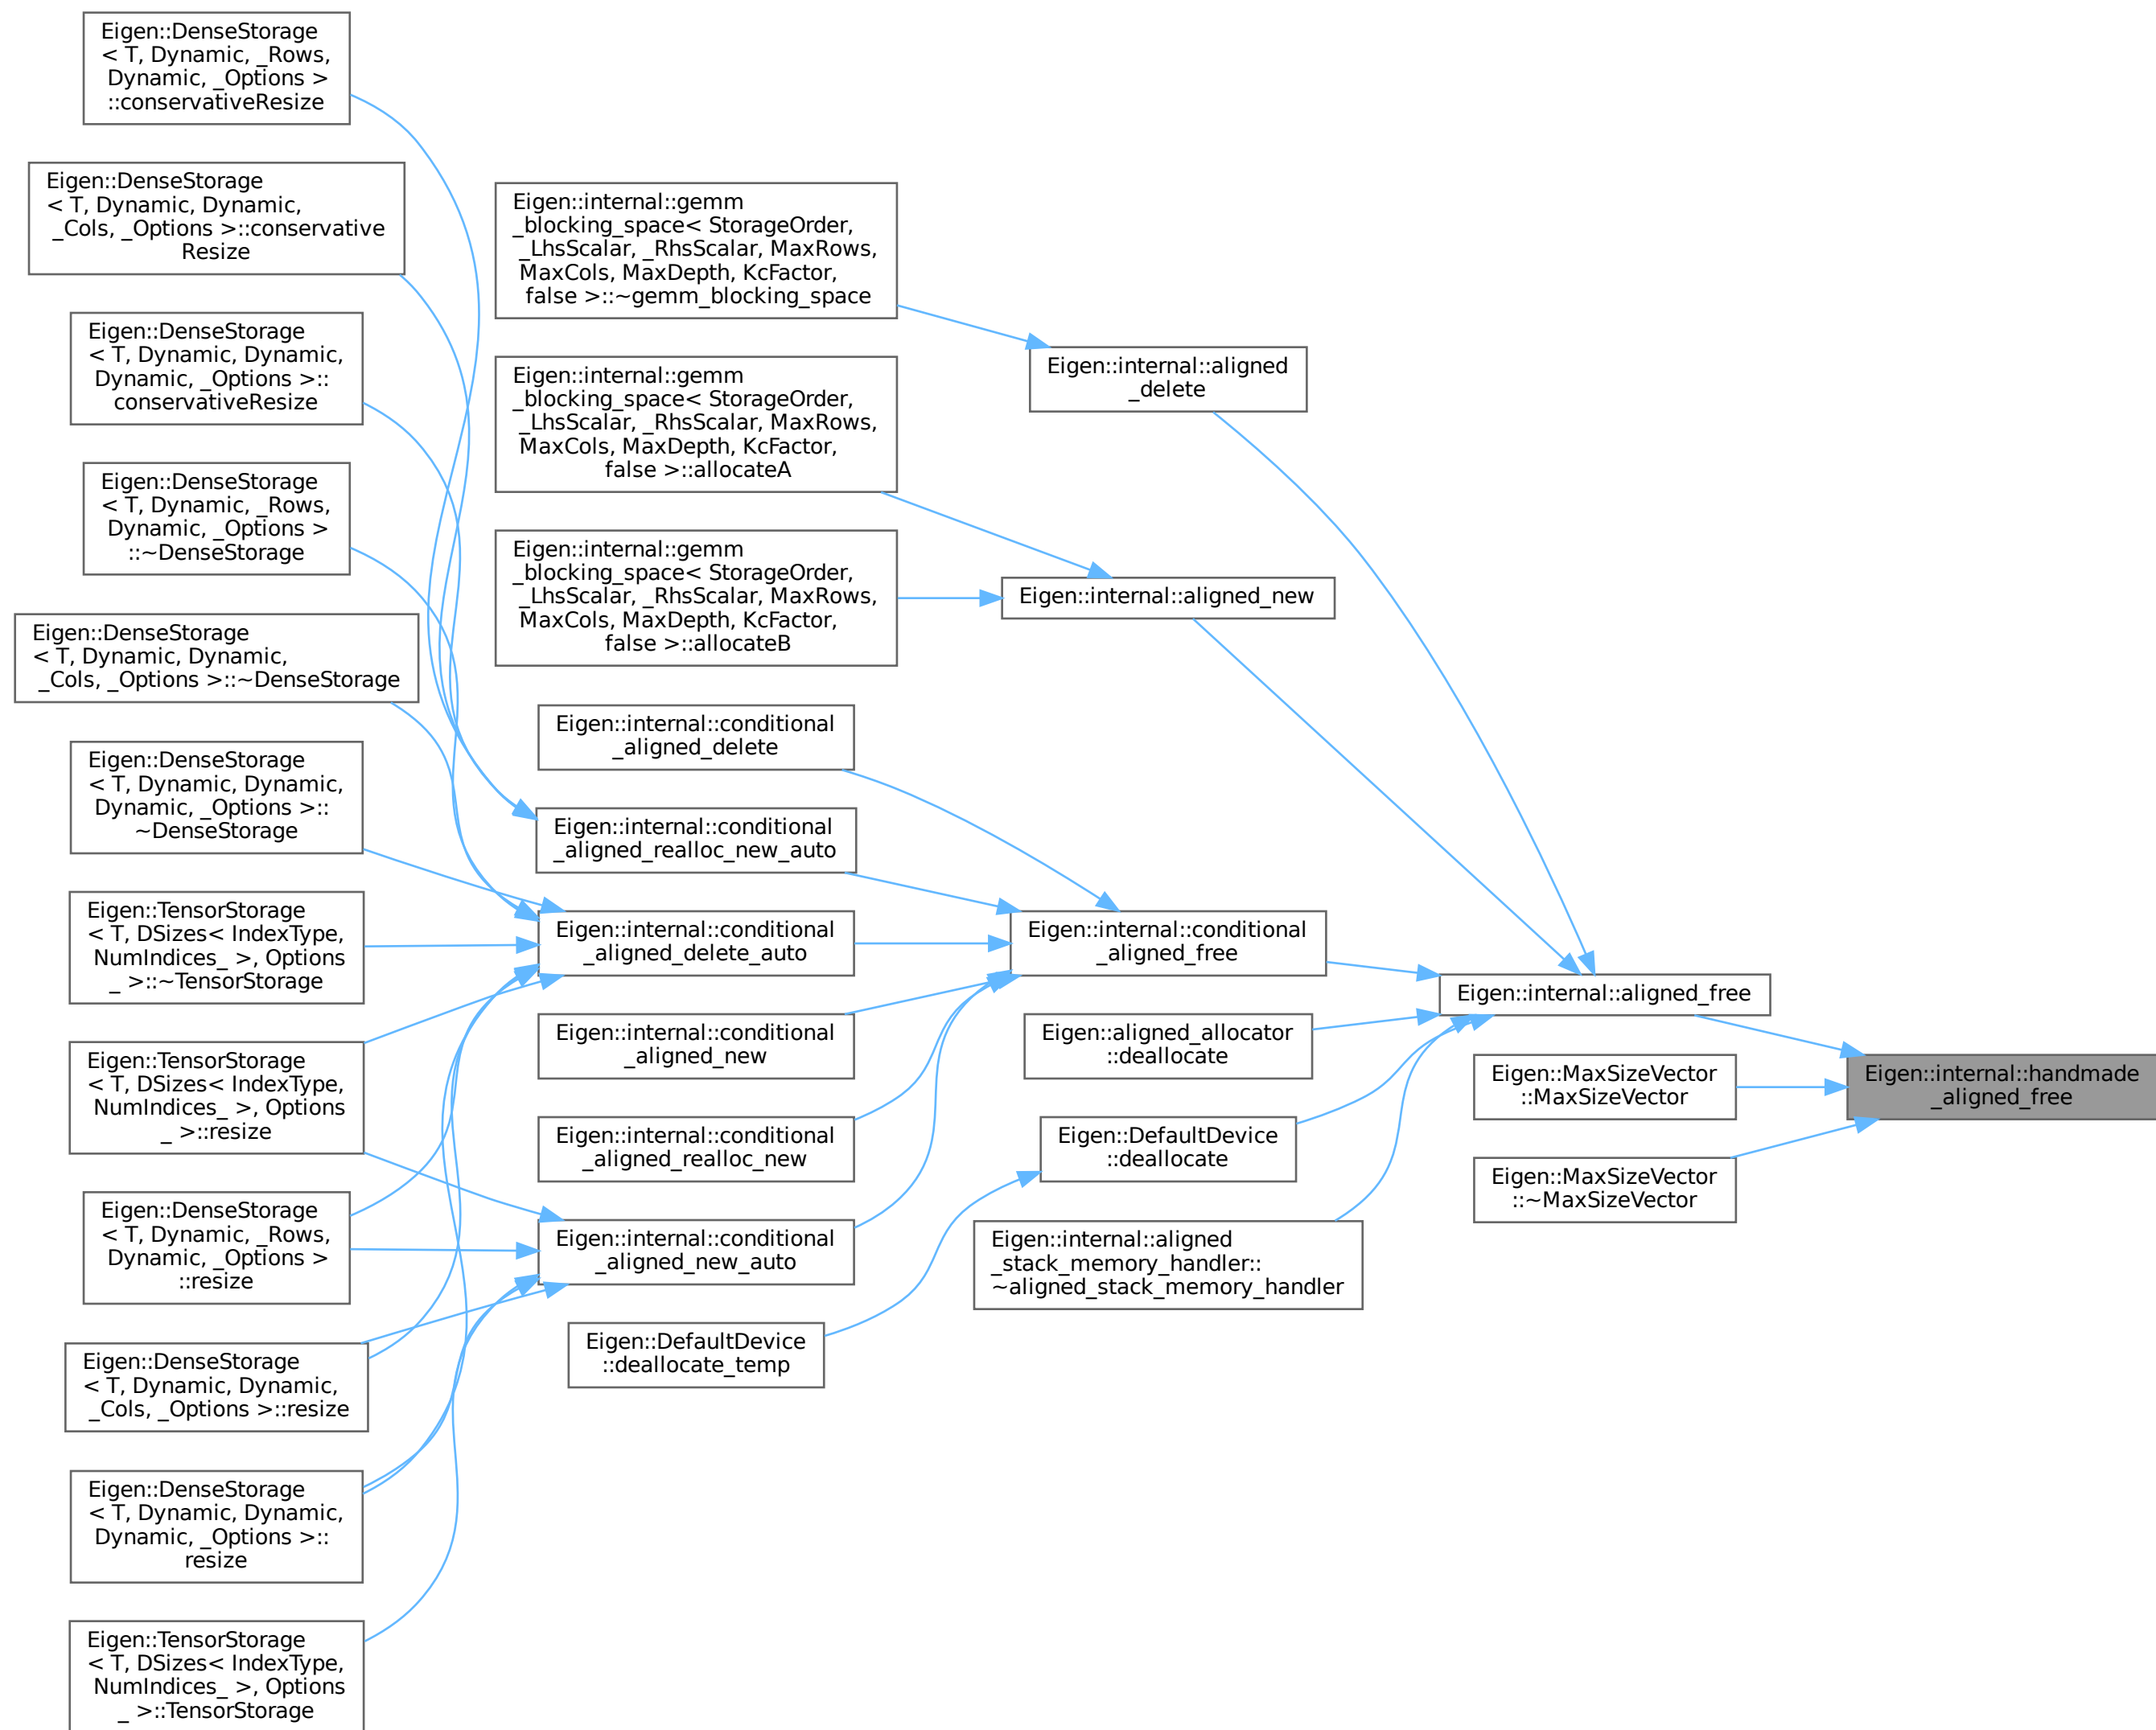 Eigen::DenseStorage
< T, Dynamic, _Rows,
Dynamic, _Options >
::conservativeResize
Eigen::DenseStorage
< T, Dynamic, Dynamic,
_Cols, _Options >::conservative
Resize
Eigen::DenseStorage
< T, Dynamic, Dynamic,
Dynamic, _Options >::
conservativeResize
Eigen::DenseStorage
< T, Dynamic, _Rows,
Dynamic, _Options >
::~DenseStorage
Eigen::DenseStorage
< T, Dynamic, Dynamic,
_Cols, _Options >::~DenseStorage
Eigen::DenseStorage
< T, Dynamic, Dynamic,
Dynamic, _Options >::
~DenseStorage
Eigen::TensorStorage
< T, DSizes< IndexType,
NumIndices_ >, Options
_ >::~TensorStorage
Eigen::TensorStorage
< T, DSizes< IndexType,
NumIndices_ >, Options
_ >::resize
Eigen::DenseStorage
< T, Dynamic, _Rows,
Dynamic, _Options >
::resize
Eigen::DenseStorage
< T, Dynamic, Dynamic,
_Cols, _Options >::resize
Eigen::DenseStorage
< T, Dynamic, Dynamic,
Dynamic, _Options >::
resize
Eigen::TensorStorage
< T, DSizes< IndexType,
NumIndices_ >, Options
_ >::TensorStorage
Eigen::internal::gemm
_blocking_space< StorageOrder,
_LhsScalar, _RhsScalar, MaxRows,
MaxCols, MaxDepth, KcFactor,
false >::~gemm_blocking_space
Eigen::internal::gemm
_blocking_space< StorageOrder,
_LhsScalar, _RhsScalar, MaxRows,
MaxCols, MaxDepth, KcFactor,
false >::allocateA
Eigen::internal::gemm
_blocking_space< StorageOrder,
_LhsScalar, _RhsScalar, MaxRows,
MaxCols, MaxDepth, KcFactor,
false >::allocateB
Eigen::internal::conditional
_aligned_delete
Eigen::internal::conditional
_aligned_realloc_new_auto
Eigen::internal::conditional
_aligned_delete_auto
Eigen::internal::conditional
_aligned_new
Eigen::internal::conditional
_aligned_realloc_new
Eigen::internal::conditional
_aligned_new_auto
Eigen::DefaultDevice
::deallocate_temp
Eigen::internal::aligned
_delete
Eigen::internal::aligned_new
Eigen::internal::conditional
_aligned_free
Eigen::aligned_allocator
::deallocate
Eigen::DefaultDevice
::deallocate
Eigen::internal::aligned
_stack_memory_handler::
~aligned_stack_memory_handler
Eigen::internal::aligned_free
Eigen::MaxSizeVector
::MaxSizeVector
Eigen::MaxSizeVector
::~MaxSizeVector
Eigen::internal::handmade
_aligned_free